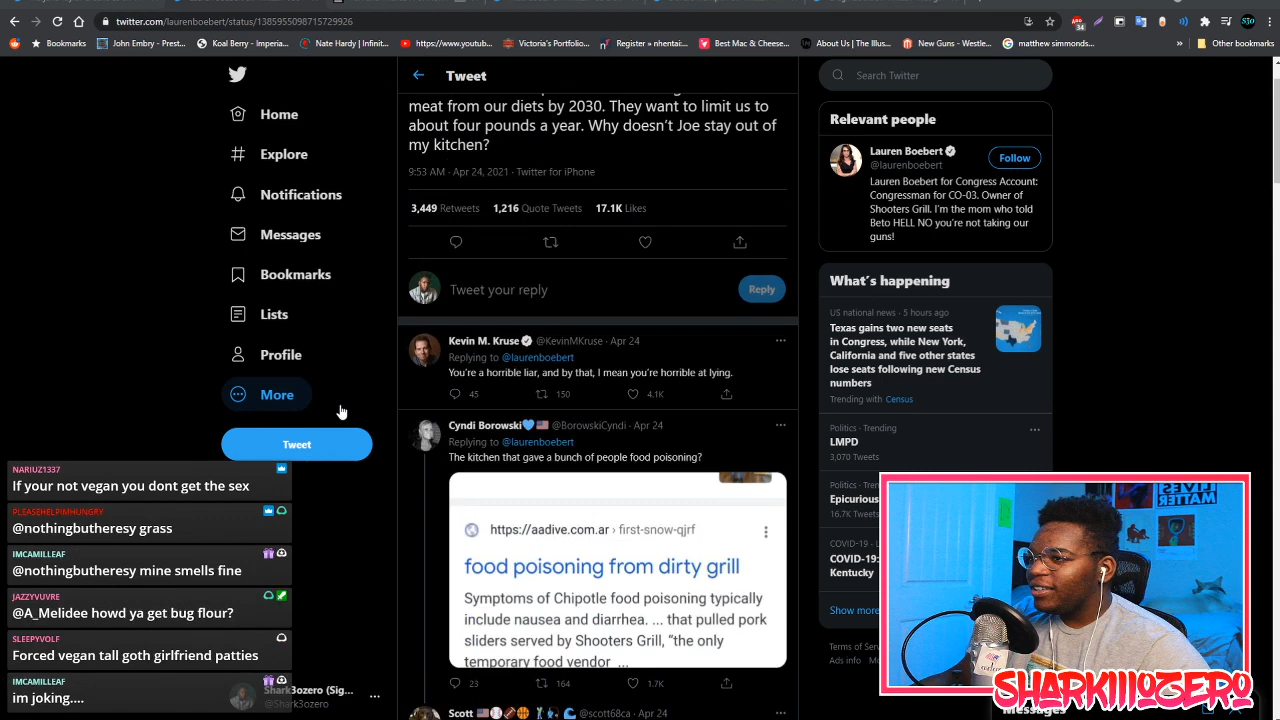 twitter.com/laurenboebert/status/1385955098715729926
Bookmarks
John Embry - Prest...
Koal Berry - Imperia...
Nate Hardy | Infinit...
https://www.youtub...
Victoria's Portfolio...
Register » nhentai...
Best Mac & Cheese...
About Us | The Illus...
New Guns - Westle...
matthew simmonds...
»
Other bookmarks
Home
Explore
Notifications
Messages
Bookmarks
Lists
Profile
More
Tweet
NARIUZ1337
If your not vegan you dont get the sex
PLEASEHELPIMHUNGRY
@nothingbutheresy grass
IMCAMILLEAF
@nothingbutheresy mine smells fine
JAZZYVUVRE
@A_Melidee howd ya get bug flour?
SLEEPYVOLF
Forced vegan tall goth girlfriend patties
IMCAMILLEAF
im joking....
Shark3ozero (Sig...
@Shark3ozero
Tweet
meat from our diets by 2030. They want to limit us to
about four pounds a year. Why doesn't Joe stay out of
my kitchen?
9:53 AM · Apr 24, 2021 · Twitter for iPhone
3,449 Retweets 1,216 Quote Tweets 17.1K Likes
Tweet your reply
Reply
Kevin M. Kruse @KevinMKruse · Apr 24
Replying to @laurenboebert
You're a horrible liar, and by that, I mean you're horrible at lying.
45 150 4.1K
Cyndi Borowski @BorowskiCyndi · Apr 24
Replying to @laurenboebert
The kitchen that gave a bunch of people food poisoning?
https://aadive.com.ar › first-snow-qjrf
food poisoning from dirty grill
Symptoms of Chipotle food poisoning typically
include nausea and diarrhea. ... that pulled pork
sliders served by Shooters Grill, "the only
temporary food vendor ...
23 164 1.7K
Scott @scott68ca · Apr 24
Search Twitter
Relevant people
Lauren Boebert
@laurenboebert
Follow
Lauren Boebert for Congress Account:
Congressman for CO-03. Owner of
Shooters Grill. I'm the mom who told
Beto HELL NO you're not taking our
guns!
What's happening
US national news · 5 hours ago
Texas gains two new seats
in Congress, while New York,
California and five other states
lose seats following new Census
numbers
Trending with Census
Politics · Trending
LMPD
3,070 Tweets
Politics · Tre
Epicurious
16.7K Tweets
COVID-19
COVID-19:
Kentucky
Show more
Terms of Serv
Ads info
LIVES
MATTER
SHARKIIIOZERO
Messages